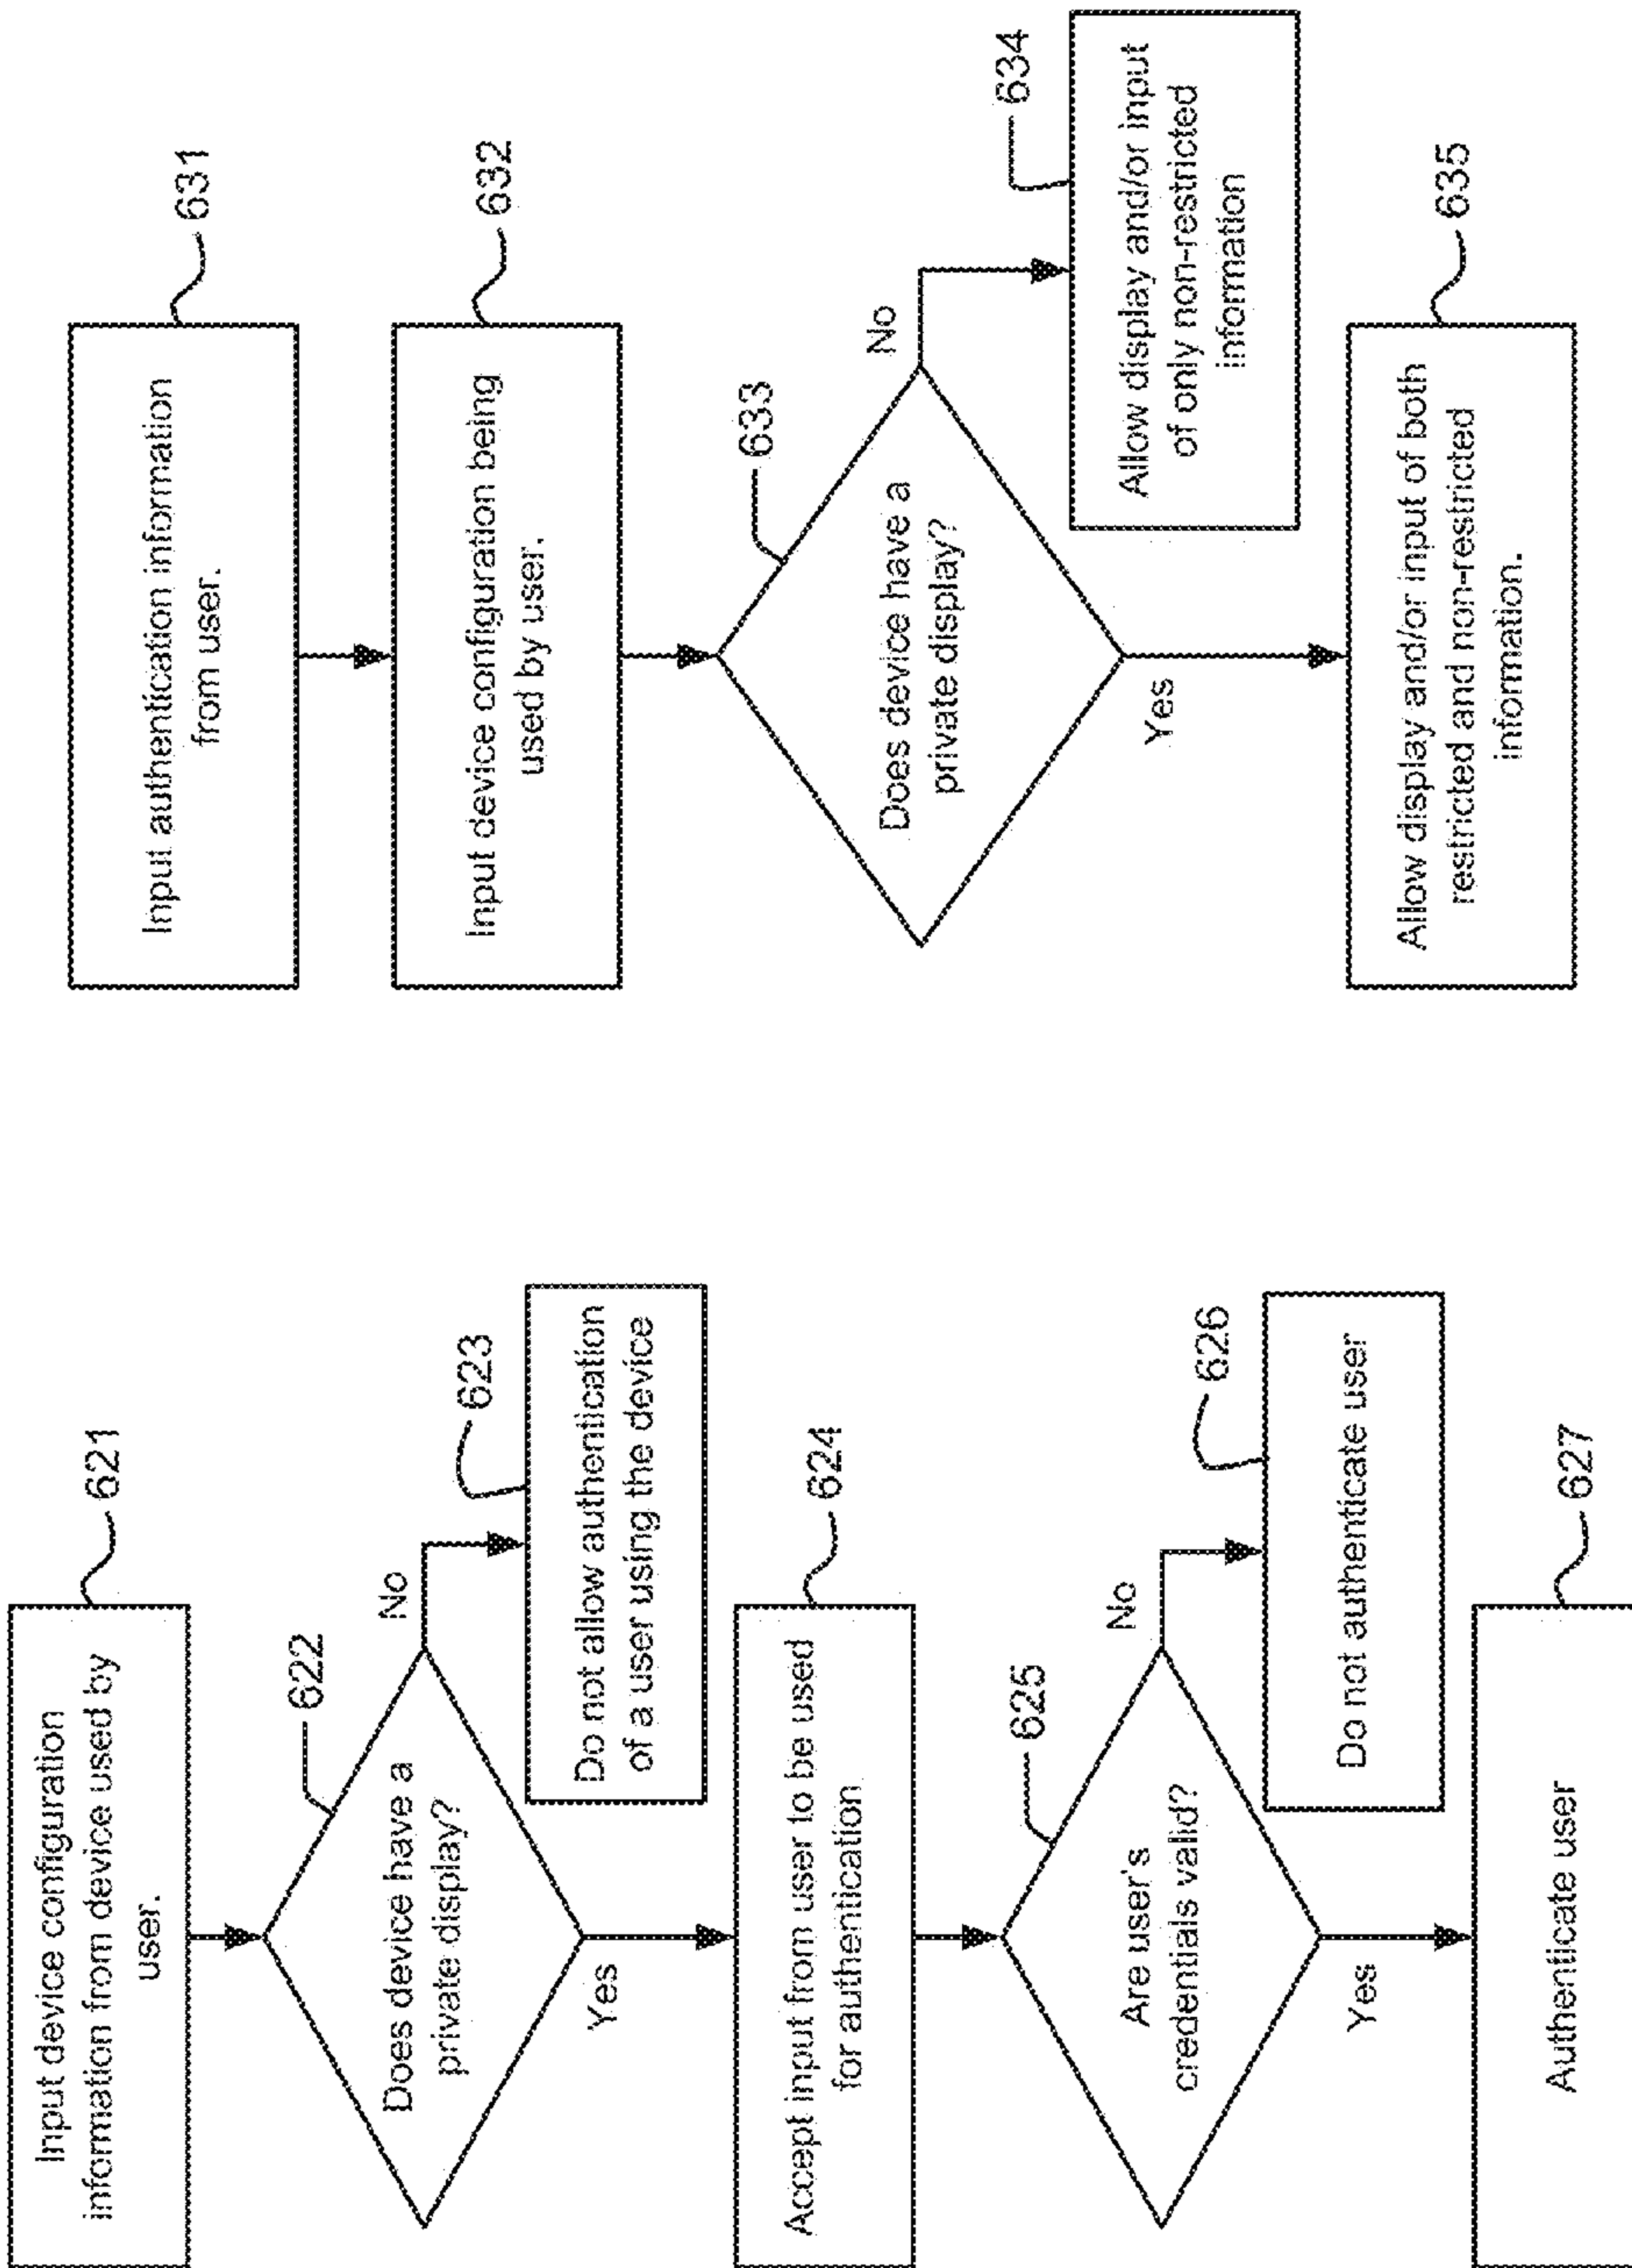 Input device configuration
information from device used by
user.
621
Does device have a
private display?
622
No
Do not allow authentication
of a user using the device
623
Yes
Accept input from user to be used
for authentication
624
Are user's
credentials valid?
625
No
Do not authenticate user
626
Yes
Authenticate user
627
Input authentication information
from user.
631
Input device configuration being
used by user.
632
Does device have a
private display?
633
No
Allow display and/or input
of only non-restricted
information
634
Yes
Allow display and/or input of both
restricted and non-restricted
information.
635